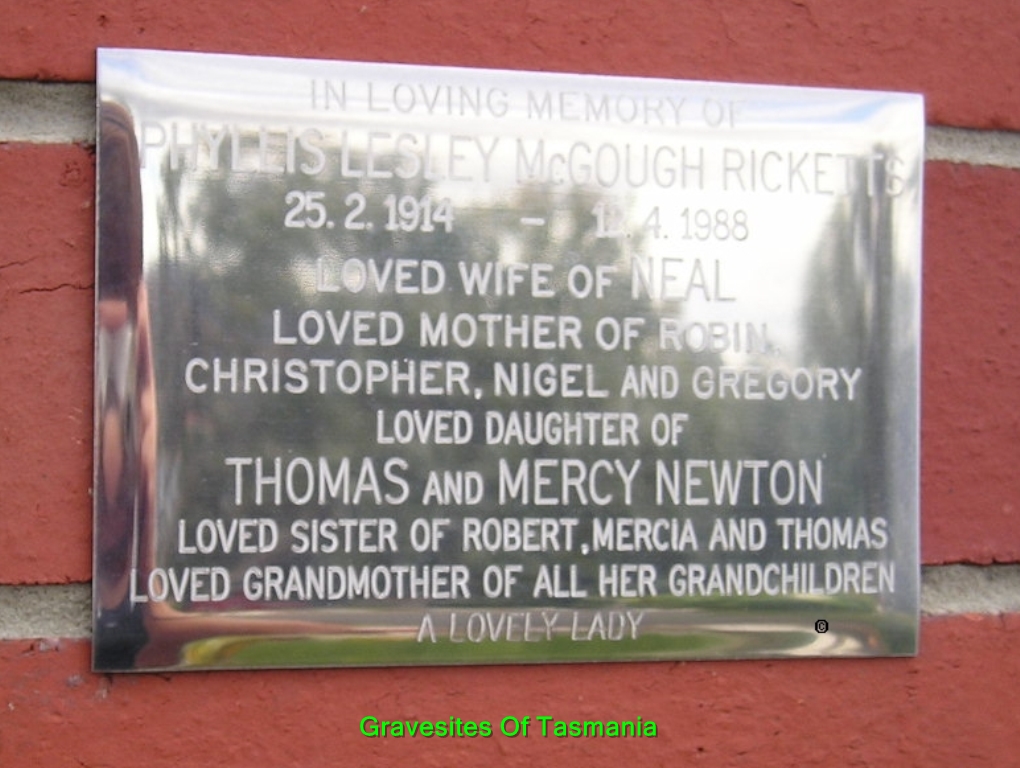 IN LOVING MEMORY OF
PHYLLIS LESLEY McGOUGH RICKETTS
25. 2. 1914 – 4. 1988
LOVED WIFE OF NEAL
LOVED MOTHER OF ROBIN,
CHRISTOPHER, NIGEL AND GREGORY
LOVED DAUGHTER OF
THOMAS AND MERCY NEWTON
LOVED SISTER OF ROBERT, MERCIA AND THOMAS
LOVED GRANDMOTHER OF ALL HER GRANDCHILDREN
A LOVELY LADY
©
Gravesites Of Tasmania